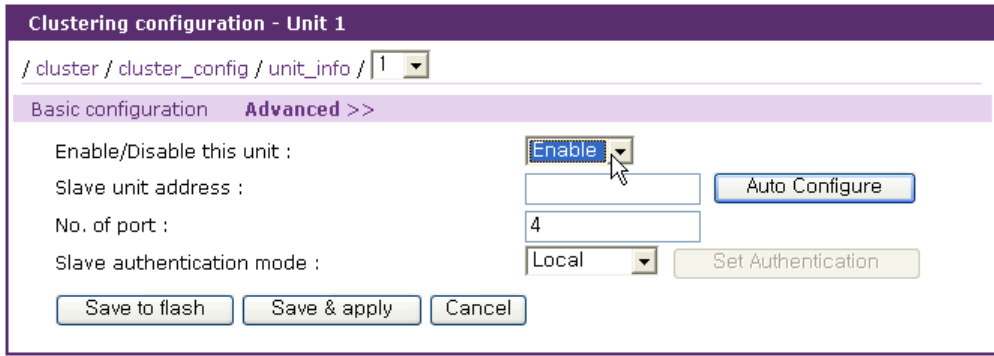 Clustering configuration - Unit 1
/ cluster / cluster_config / unit_info / 1
Basic configuration Advanced >>
Enable/Disable this unit : Enable
Slave unit address : Auto Configure
No. of port : 4
Slave authentication mode : Local Set Authentication
Save to flash Save & apply Cancel